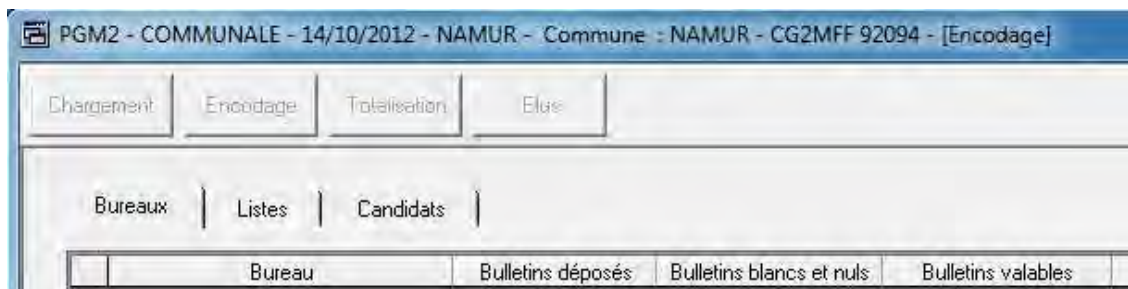 PGM2 - COMMUNALE - 14/10/2012 - NAMUR - Commune : NAMUR - CG2MFF 92094 - [Encodage]
Chargement Encodage Totalisation Elus
Bureaux Listes Candidats
Bureau Bulletins déposés Bulletins blancs et nuls Bulletins valables